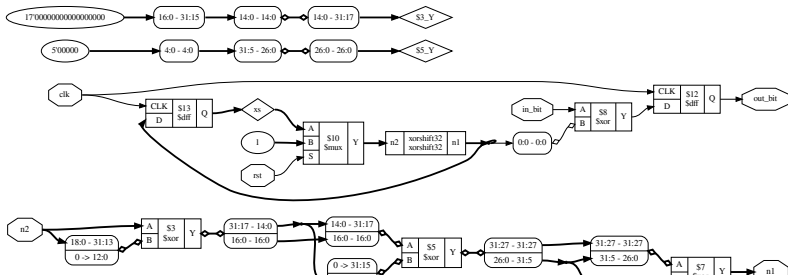 17'00000000000000000
16:0 - 31:15
14:0 - 14:0
14:0 - 31:17
$3_Y
5'00000
4:0 - 4:0
31:5 - 26:0
26:0 - 26:0
$5_Y
clk
CLK
D
$13
$dff
Q
xs
1
rst
A
B
S
$10
$mux
Y
n2
xorshift32
xorshift32
n1
0:0 - 0:0
in_bit
A
B
$8
$xor
Y
CLK
D
$12
$dff
Q
out_bit
n2
18:0 - 31:13
0 -> 12:0
A
B
$3
$xor
Y
31:17 - 14:0
16:0 - 16:0
14:0 - 31:17
16:0 - 16:0
0 -> 31:15
A
B
$5
$xor
Y
31:27 - 31:27
26:0 - 31:5
31:27 - 31:27
31:5 - 26:0
A
$7
Y
n1